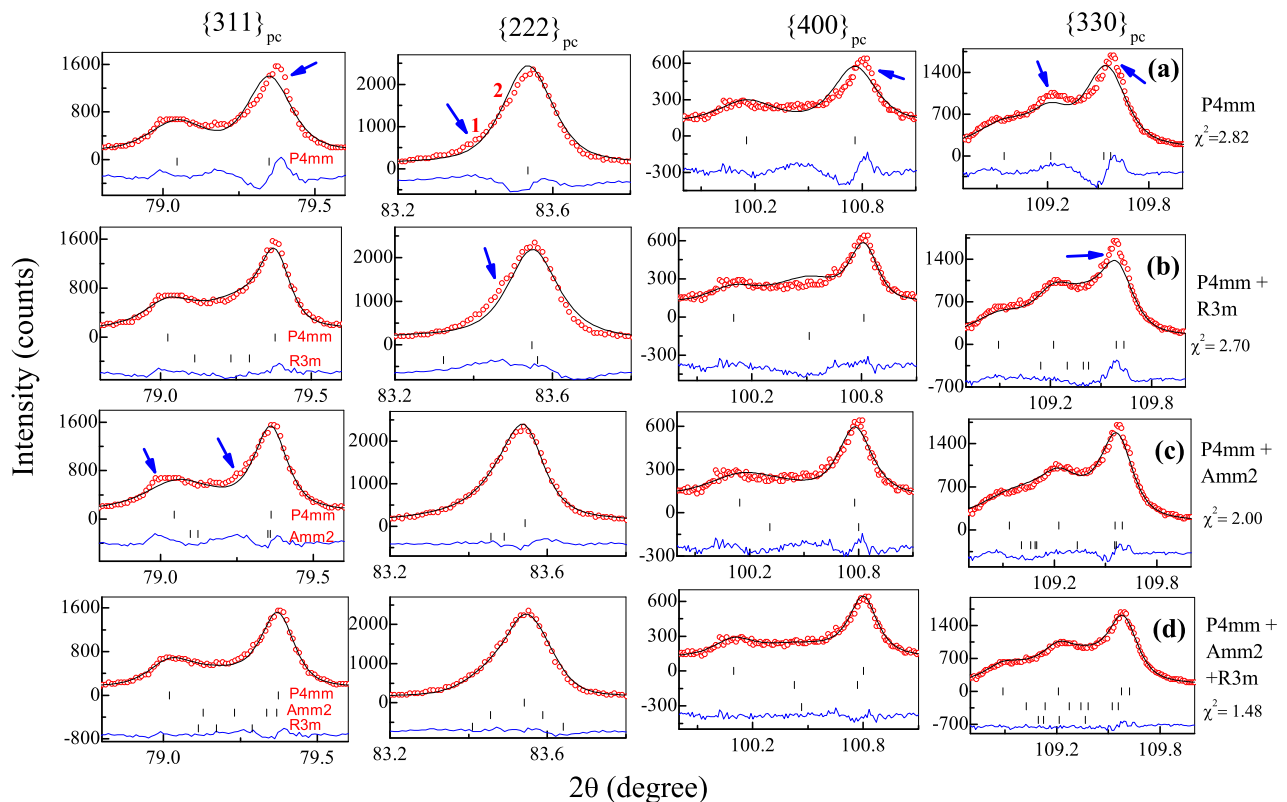 {311}pc {222}pc {400}pc {330}pc
1600 800 0 P4mm 79.0 79.5
2500 2000 1500 1000 500 0 1 2 83.2 83.6
600 300 0 -300 100.2 100.8
1400 700 0 109.2 109.8 (a)
P4mm
χ²=2.82
1600 800 0 P4mm R3m 79.0 79.5
2000 1000 0 83.2 83.6
600 300 0 -300 100.2 100.8
1400 700 0 -700 109.2 109.8 (b)
P4mm +
R3m
χ²= 2.70
1600 800 0 P4mm Amm2 79.0 79.5
2000 1000 0 83.2 83.6
600 300 0 -300 100.2 100.8
1400 700 0 109.2 109.8 (c)
P4mm +
Amm2
χ²= 2.00
1600 800 0 -800 P4mm Amm2 R3m 79.0 79.5
2000 1000 0 83.2 83.6
600 300 0 -300 100.2 100.8
1400 700 0 -700 109.2 109.8 (d)
P4mm +
Amm2
+R3m
χ²= 1.48
Intensity (counts)
2θ (degree)